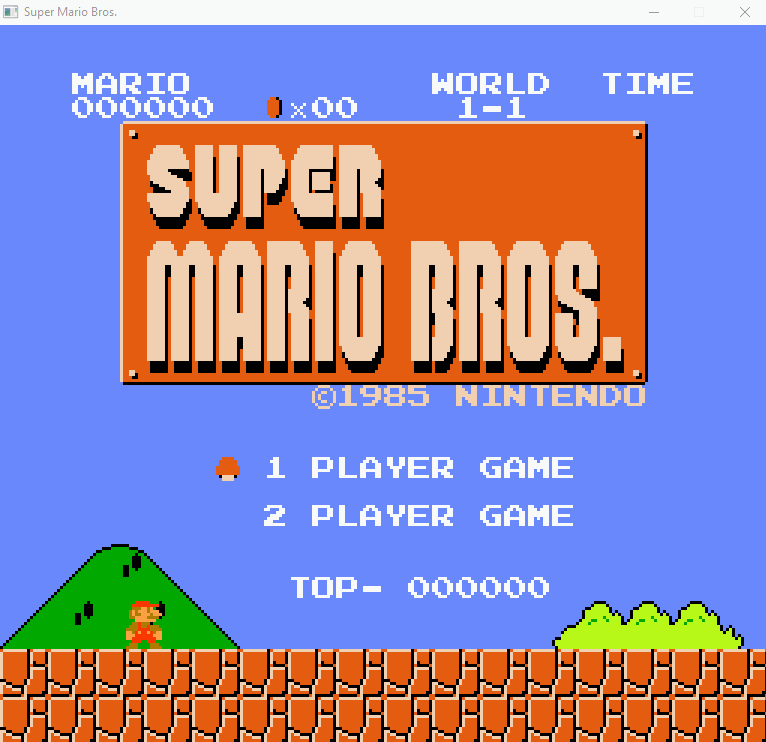 Super Mario Bros.
MARIO WORLD TIME
000000 ×00 1-1
SUPER
MARIO BROS.
©1985 NINTENDO
1 PLAYER GAME
2 PLAYER GAME
TOP- 000000